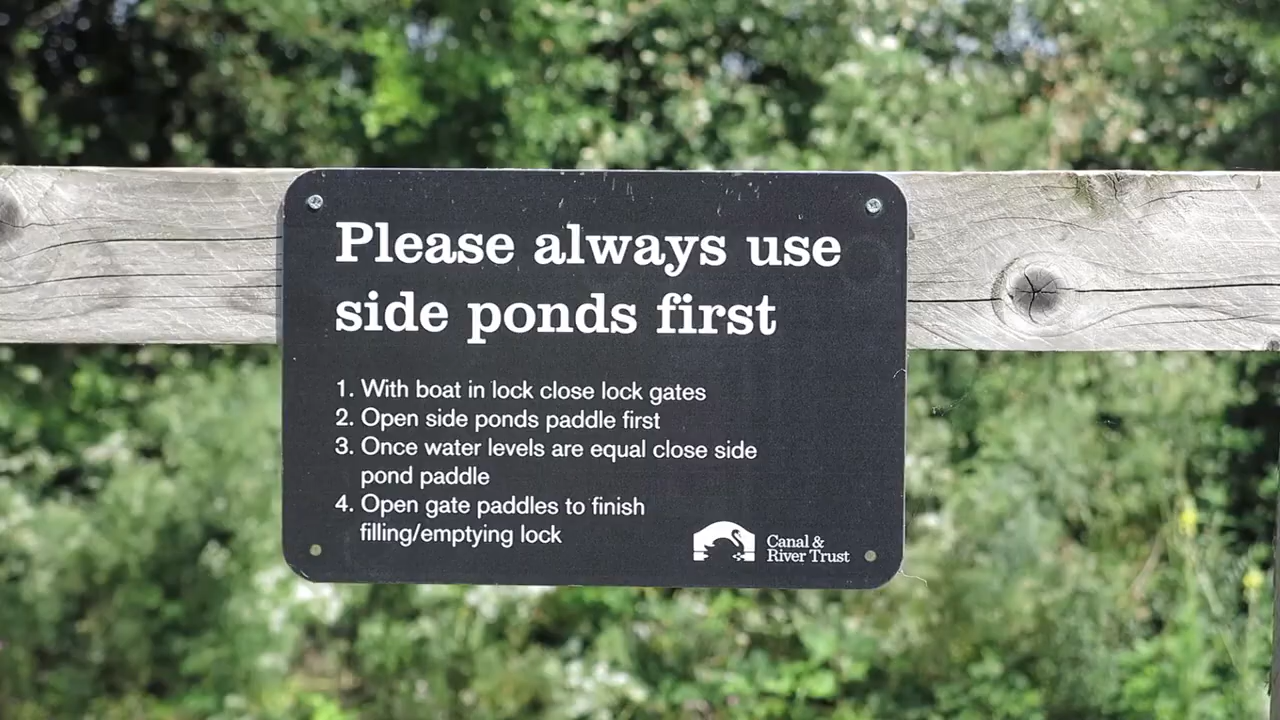 Please always use
side ponds first
1. With boat in lock close lock gates
2. Open side ponds paddle first
3. Once water levels are equal close side
pond paddle
4. Open gate paddles to finish
filling/emptying lock
Canal &
River Trust